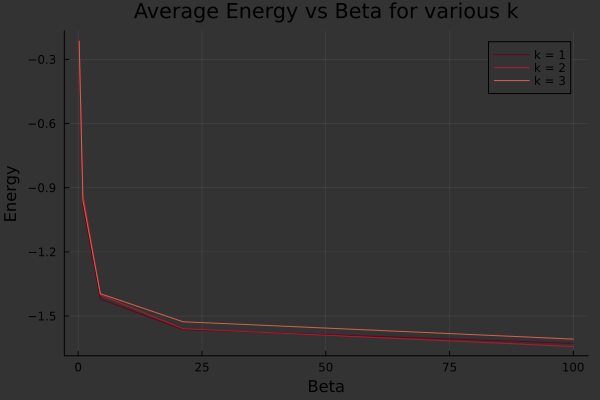 Average Energy vs Beta for various k
k = 1
k = 2
k = 3
Energy
−0.3
−0.6
−0.9
−1.2
−1.5
0 25 50 75 100
Beta